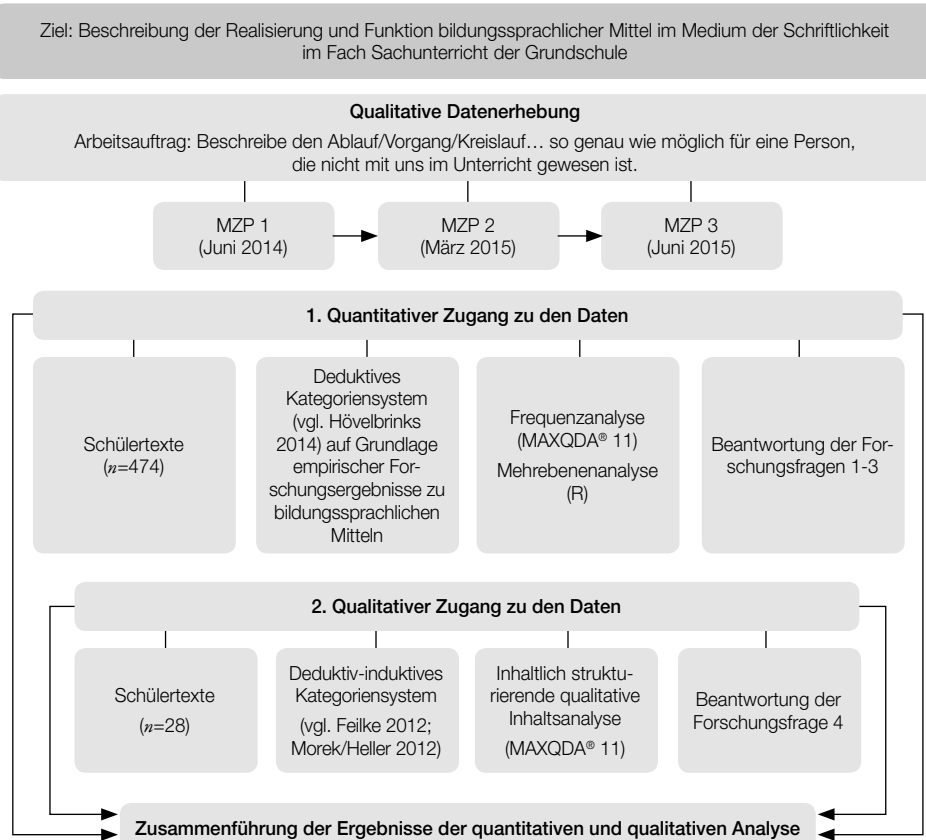 Ziel: Beschreibung der Realisierung und Funktion bildungssprachlicher Mittel im Medium der Schriftlichkeit
im Fach Sachunterricht der Grundschule
Qualitative Datenerhebung
Arbeitsauftrag: Beschreibe den Ablauf/Vorgang/Kreislauf… so genau wie möglich für eine Person,
die nicht mit uns im Unterricht gewesen ist.
MZP 1
(Juni 2014)
MZP 2
(März 2015)
MZP 3
(Juni 2015)
1. Quantitativer Zugang zu den Daten
Schülertexte
(n=474)
Deduktives
Kategoriensystem
(vgl. Hövelbrinks
2014) auf Grundlage
empirischer For-
schungsergebnisse zu
bildungssprachlichen
Mitteln
Frequenzanalyse
(MAXQDA® 11)
Mehrebenenanalyse
(R)
Beantwortung der For-
schungsfragen 1-3
2. Qualitativer Zugang zu den Daten
Schülertexte
(n=28)
Deduktiv-induktives
Kategoriensystem
(vgl. Feilke 2012;
Morek/Heller 2012)
Inhaltlich struktu-
rierende qualitative
Inhaltsanalyse
(MAXQDA® 11)
Beantwortung der
Forschungsfrage 4
Zusammenführung der Ergebnisse der quantitativen und qualitativen Analyse